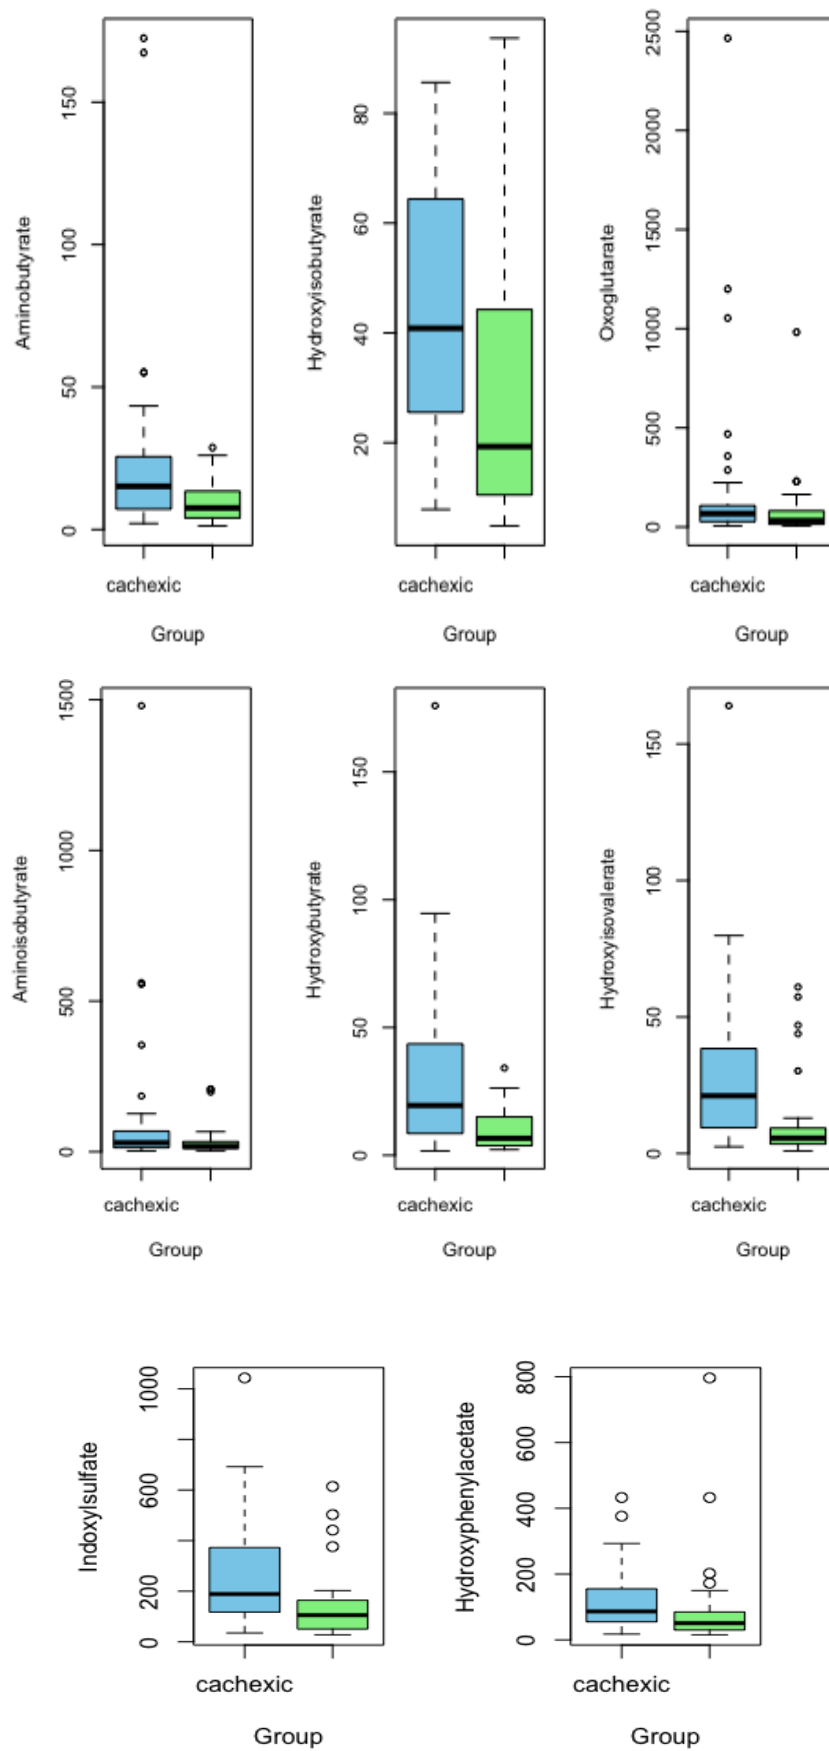 Aminobutyrate
0
50
100
150
cachexic
Group
Hydroxyisobutyrate
20
40
60
80
cachexic
Group
Oxoglutarate
0
500
1000
1500
2000
2500
cachexic
Group
Aminoisobutyrate
0
500
1000
1500
cachexic
Group
Hydroxybutyrate
0
50
100
150
cachexic
Group
Hydroxyisovalerate
0
50
100
150
cachexic
Group
Indoxylsulfate
0
200
600
1000
cachexic
Group
Hydroxyphenylacetate
0
200
400
600
800
cachexic
Group